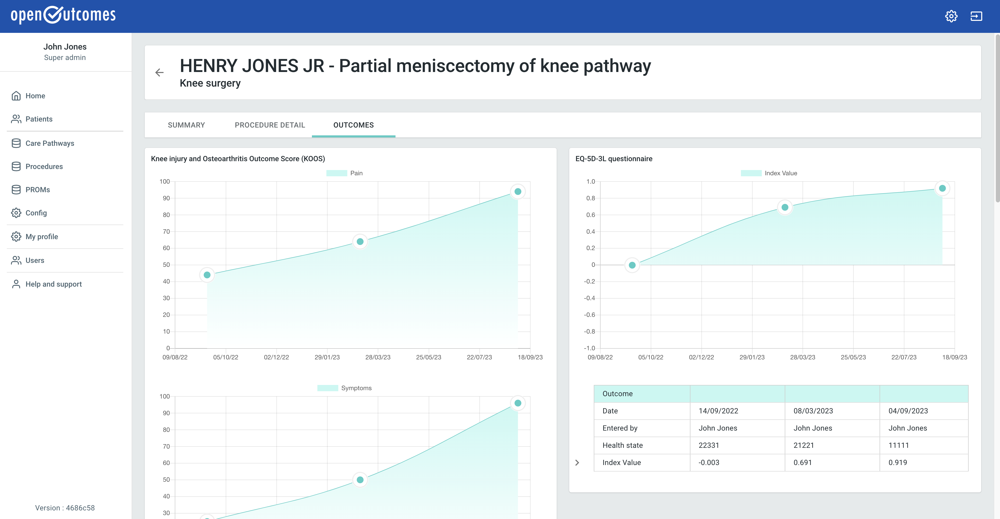 openOutcomes
John Jones
Super admin
Home
Patients
Care Pathways
Procedures
PROMs
Config
My profile
Users
Help and support
Version : 4686c58
HENRY JONES JR - Partial meniscectomy of knee pathway
Knee surgery
SUMMARY PROCEDURE DETAIL OUTCOMES
Knee injury and Osteoarthritis Outcome Score (KOOS)
Pain
100
90
80
70
60
50
40
30
20
10
0
09/08/22 05/10/22 02/12/22 29/01/23 28/03/23 25/05/23 22/07/23 18/09/23
Symptoms
100
90
80
70
60
50
40
30
EQ-5D-3L questionnaire
Index Value
1.0
0.8
0.6
0.4
0.2
0
-0.2
-0.4
-0.6
-0.8
-1.0
09/08/22 05/10/22 02/12/22 29/01/23 28/03/23 25/05/23 22/07/23 18/09/23
Outcome
Date 14/09/2022 08/03/2023 04/09/2023
Entered by John Jones John Jones John Jones
Health state 22331 21221 11111
Index Value -0.003 0.691 0.919